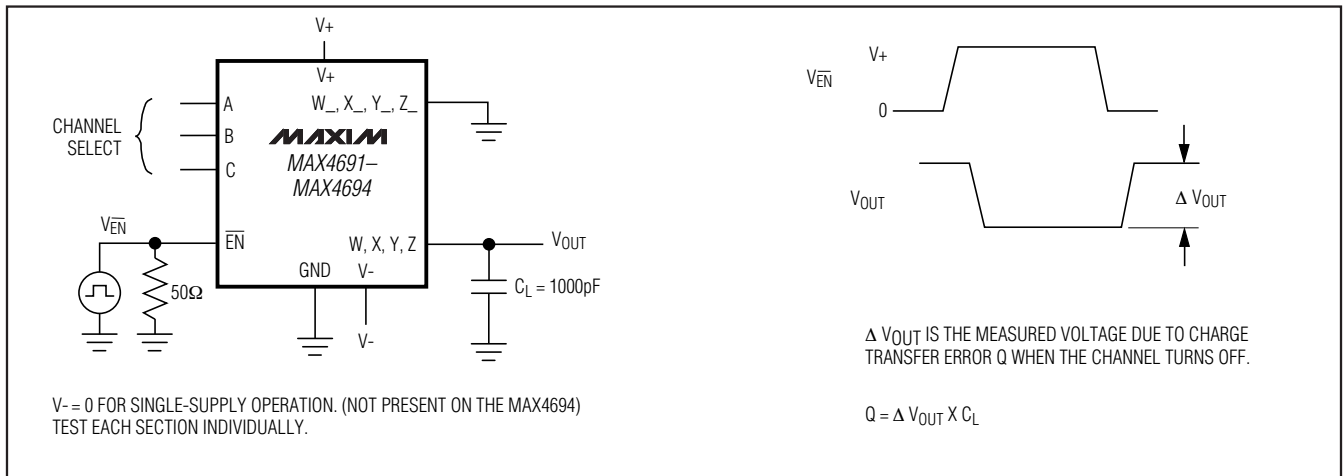 V+
V+
A
B
C
CHANNEL
SELECT
W_, X_, Y_, Z_
MAXIM
MAX4691–
MAX4694
V_EN̅
E̅N̅
50Ω
W, X, Y, Z
V_OUT
GND
V-
V-
C_L = 1000pF
V- = 0 FOR SINGLE-SUPPLY OPERATION. (NOT PRESENT ON THE MAX4694)
TEST EACH SECTION INDIVIDUALLY.
V+
V_E̅N̅
0
V_OUT
Δ V_OUT
Δ V_OUT IS THE MEASURED VOLTAGE DUE TO CHARGE
TRANSFER ERROR Q WHEN THE CHANNEL TURNS OFF.
Q = Δ V_OUT X C_L